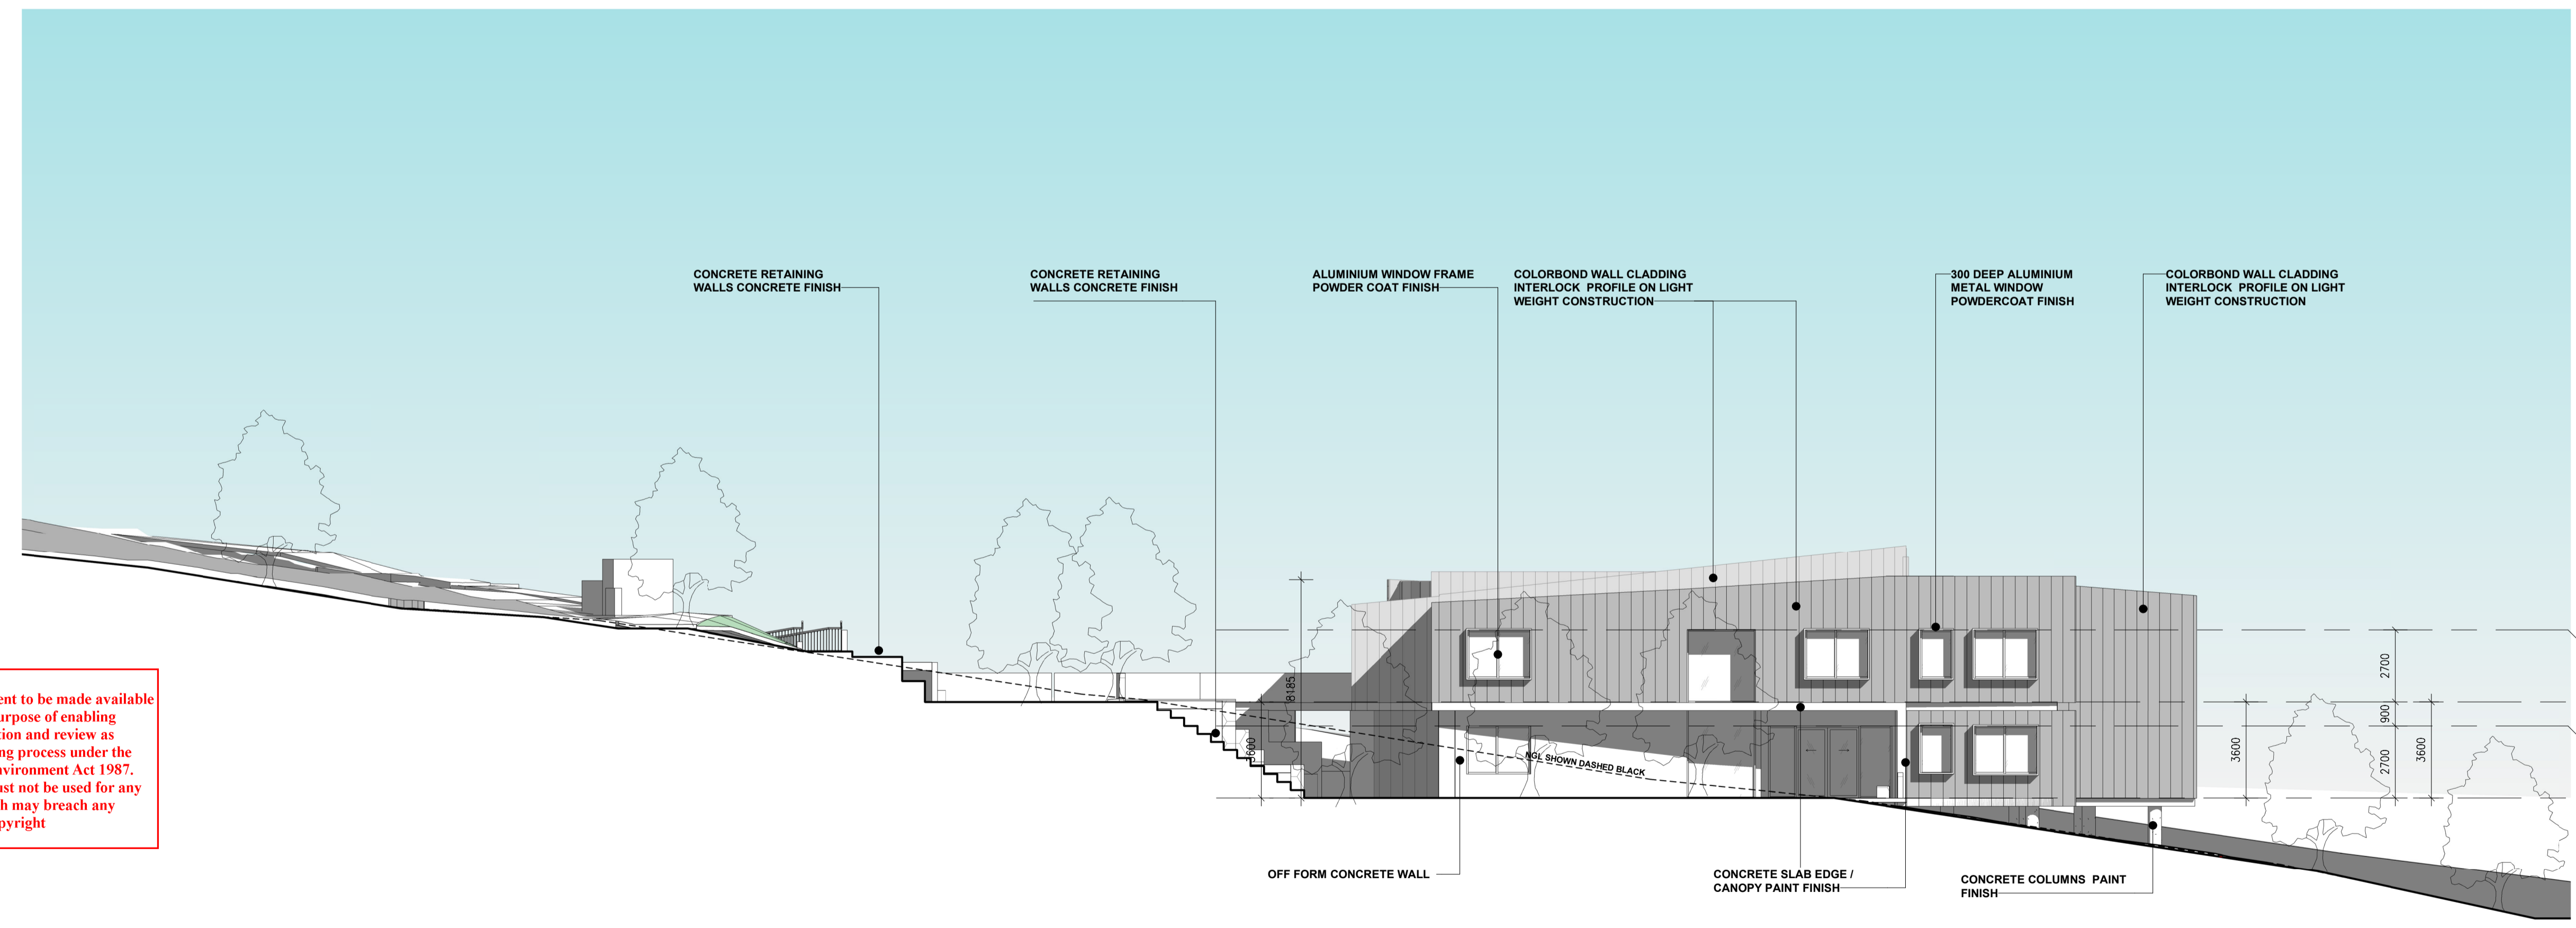 CONCRETE RETAINING
WALLS CONCRETE FINISH
CONCRETE RETAINING
WALLS CONCRETE FINISH
ALUMINIUM WINDOW FRAME
POWDER COAT FINISH
COLORBOND WALL CLADDING
INTERLOCK PROFILE ON LIGHT
WEIGHT CONSTRUCTION
300 DEEP ALUMINIUM
METAL WINDOW
POWDERCOAT FINISH
COLORBOND WALL CLADDING
INTERLOCK PROFILE ON LIGHT
WEIGHT CONSTRUCTION
8185
3600
NGL SHOWN DASHED BLACK
3600
2700
900
2700
3600
ent to be made available
urpose of enabling
tion and review as
ng process under the
nvironment Act 1987.
ust not be used for any
h may breach any
pyright
OFF FORM CONCRETE WALL
CONCRETE SLAB EDGE /
CANOPY PAINT FINISH
CONCRETE COLUMNS PAINT
FINISH